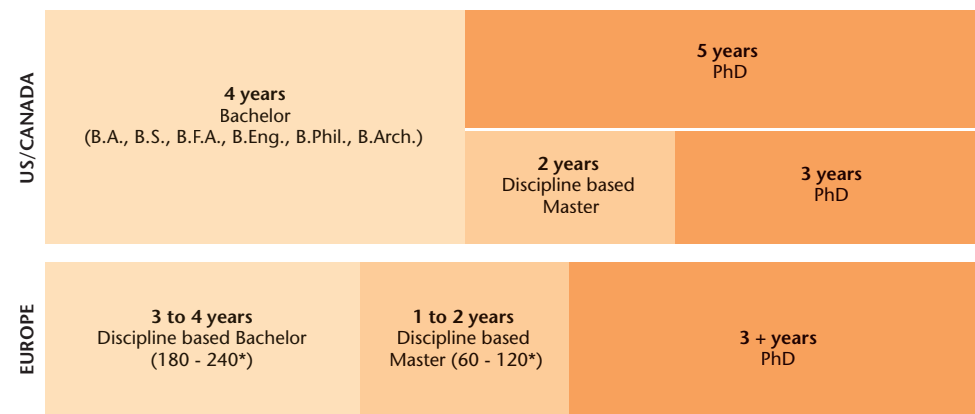 US/CANADA
4 years
Bachelor
(B.A., B.S., B.F.A., B.Eng., B.Phil., B.Arch.)
5 years
PhD
2 years
Discipline based
Master
3 years
PhD
EUROPE
3 to 4 years
Discipline based Bachelor
(180 - 240*)
1 to 2 years
Discipline based
Master (60 - 120*)
3 + years
PhD